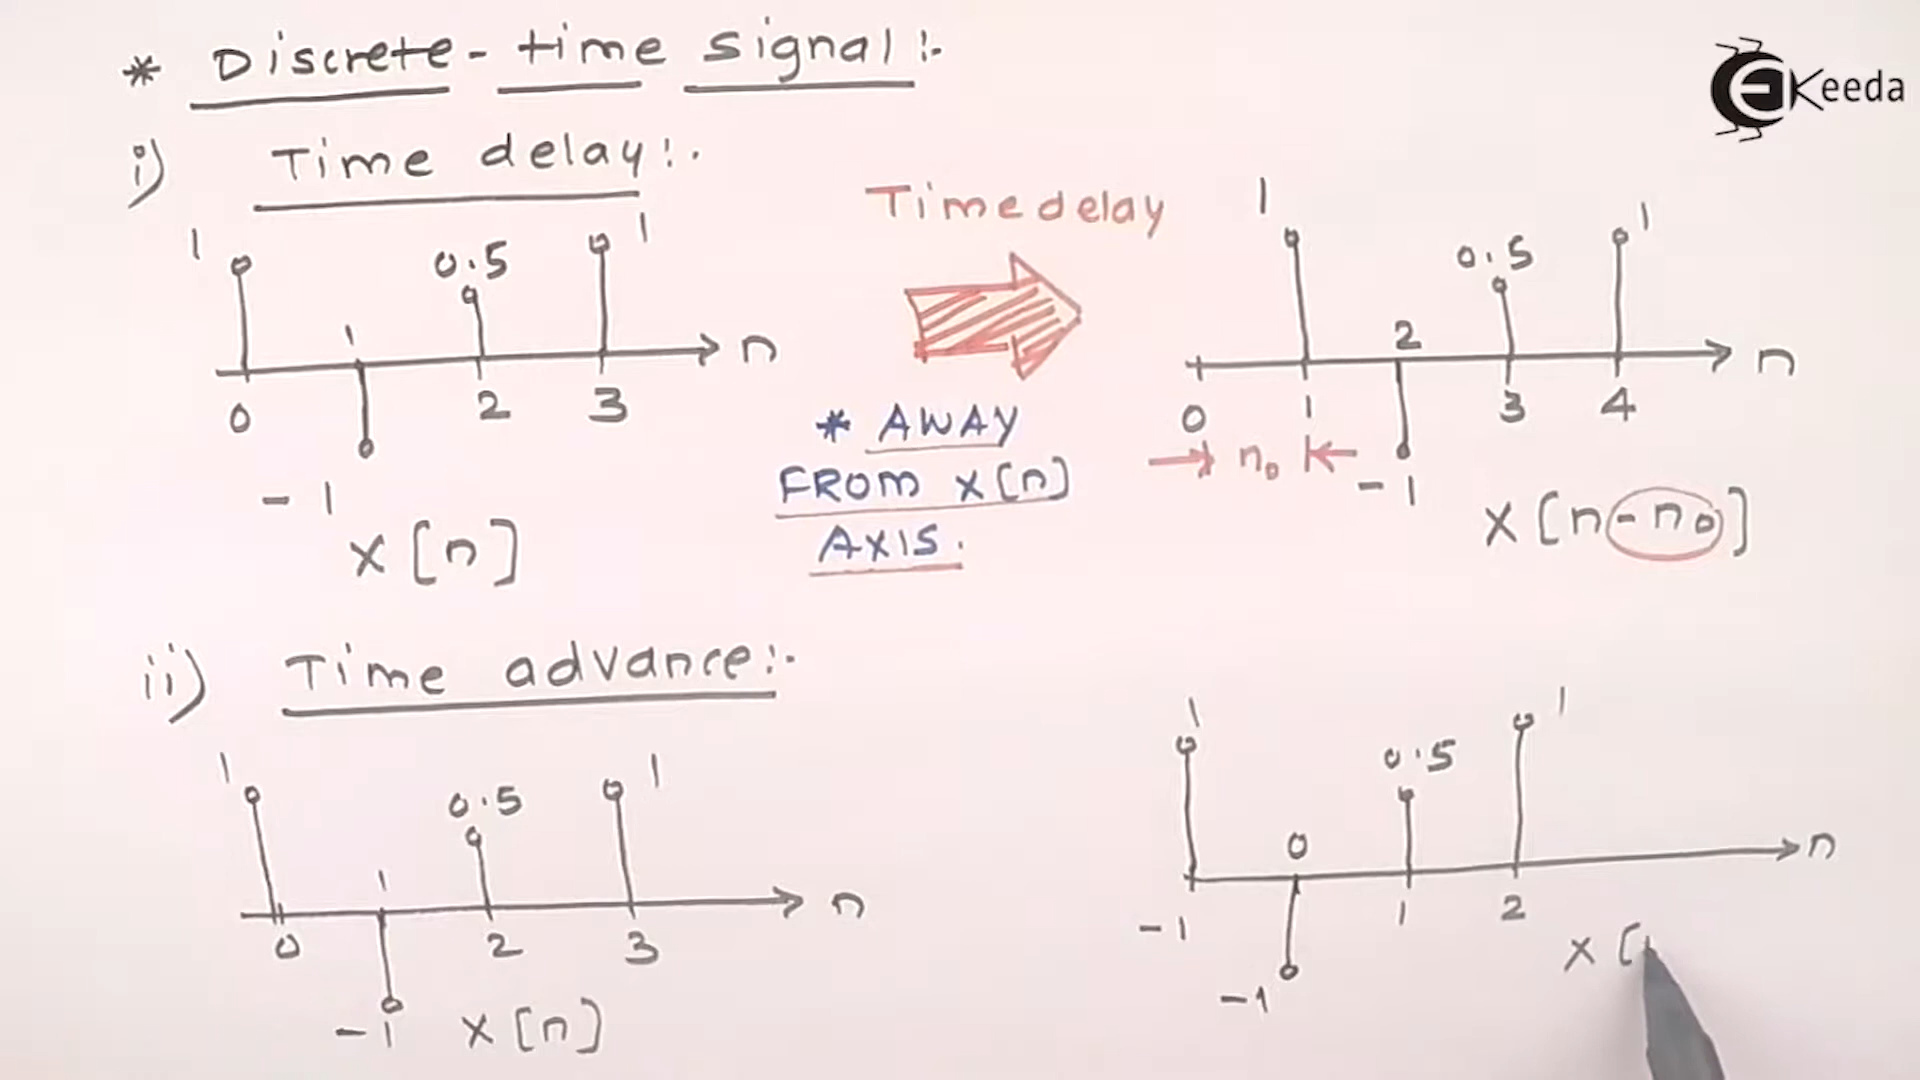 * Discrete-time signal:-
EKeeda
i) Time delay:-
1 0.5 1
1
n
0 2 3
-1
x[n]
Time delay
* AWAY
FROM x[n]
AXIS.
1 0.5 1
2
n
0 1 3 4
n₀
-1
x[n-n₀]
ii) Time advance:-
1 0.5 1
1
n
0 2 3
-1
x[n]
1 0.5 1
0
n
-1 1 2
-1
x[